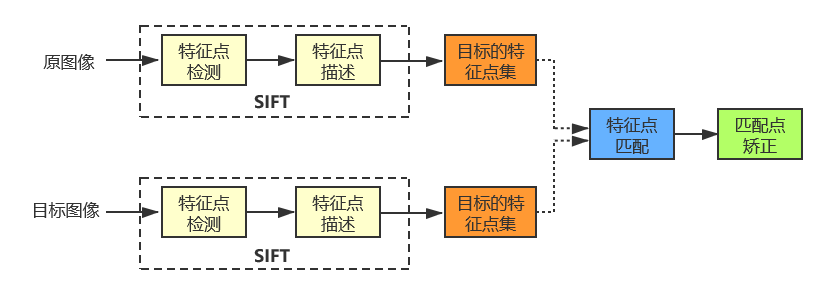 原图像
特征点
检测
特征点
描述
SIFT
目标的特
征点集
特征点
匹配
匹配点
矫正
目标图像
特征点
检测
特征点
描述
SIFT
目标的特
征点集